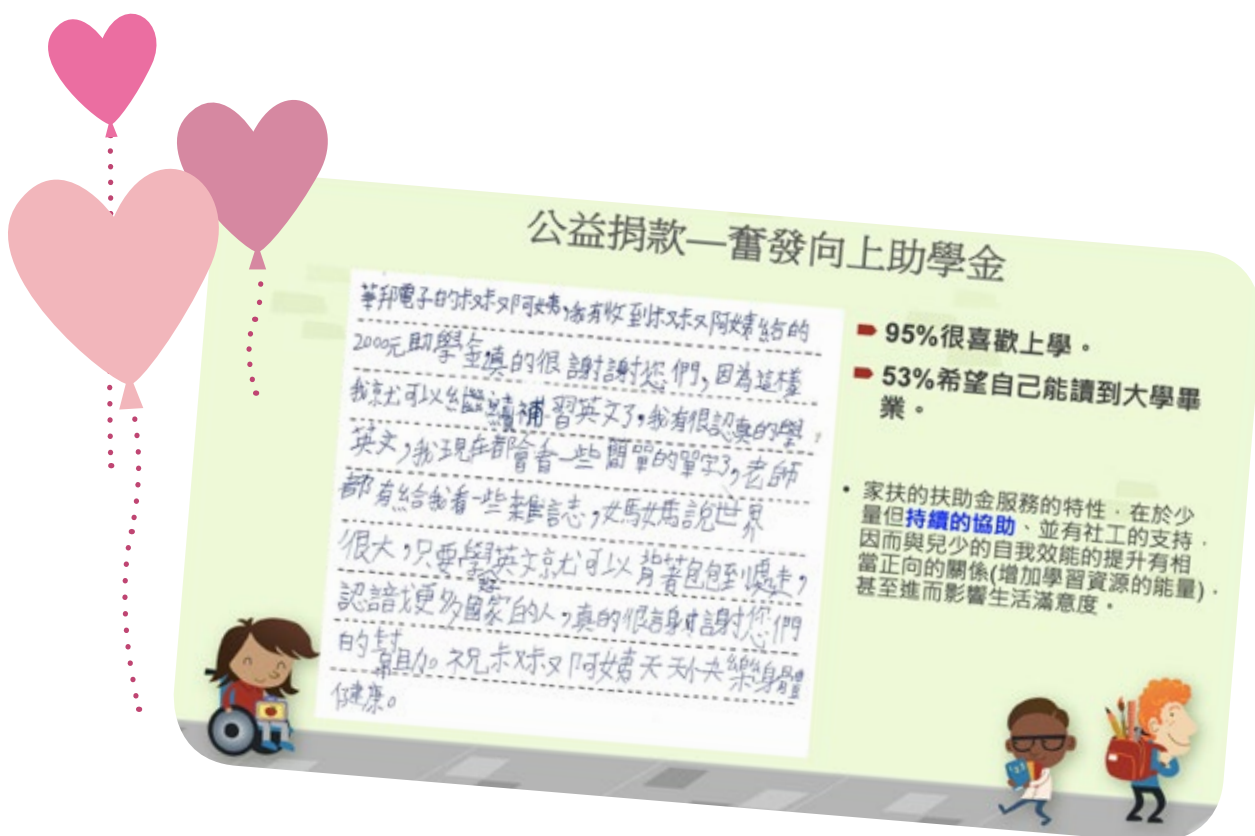 公益捐款—奮發向上助學金
華邦電子的叔叔阿姨,我有收到叔叔阿姨給的
2000元助學金真的很謝謝您們,因為這樣
我就可以繼續補習英文了,我有很認真的學
英文,我現在都會看一些簡單的單字了,老師
都有給我看一些雜誌,媽媽說世界
很大,只要學英文就可以背著包包到處走,
認識更多國家的人,真的很謝謝您們
的幫助。祝叔叔阿姨天天快樂身體
健康。
95%很喜歡上學。
53%希望自己能讀到大學畢
業。
• 家扶的扶助金服務的特性,在於少
量但持續的協助、並有社工的支持,
因而與兒少的自我效能的提升有相
當正向的關係(增加學習資源的能量),
甚至進而影響生活滿意度。